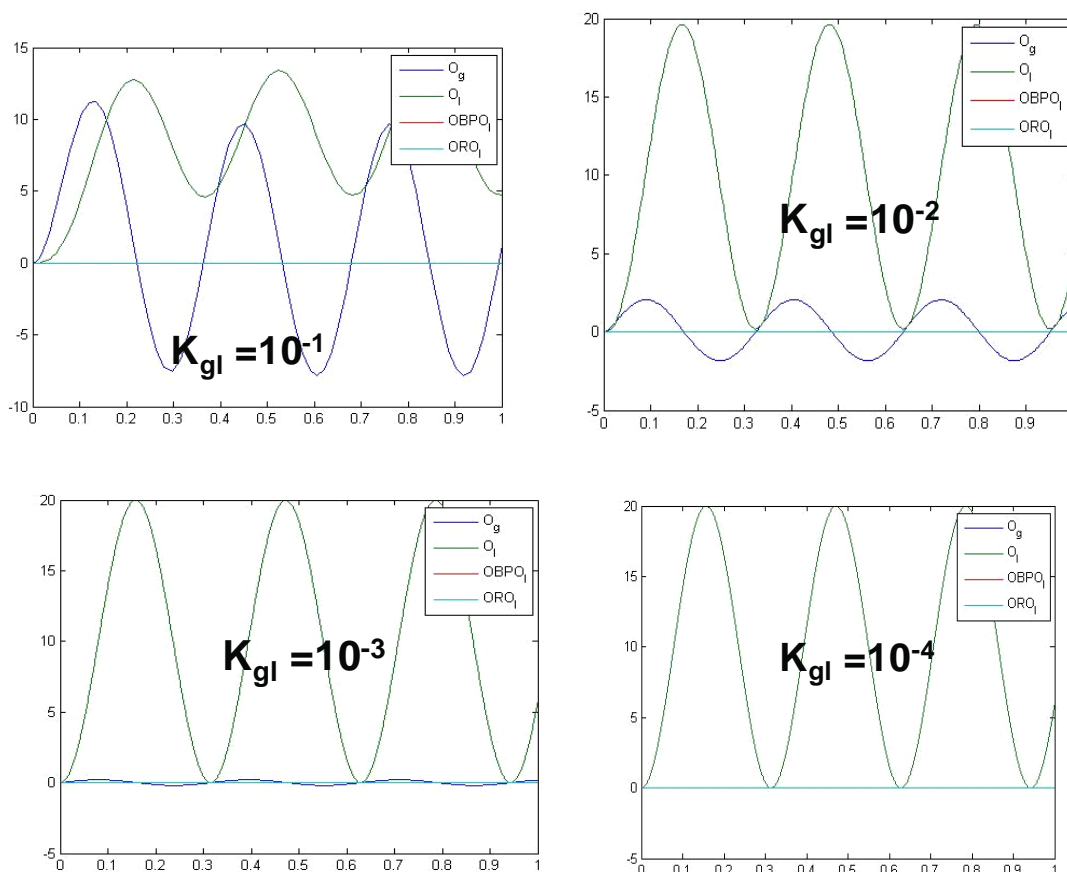 15
10
5
0
-5
-10
0 0.1 0.2 0.3 0.4 0.5 0.6 0.7 0.8 0.9 1
O_g
O_l
OBPO_l
ORO_l
K_gl =10^-1
20
15
10
5
0
-5
0 0.1 0.2 0.3 0.4 0.5 0.6 0.7 0.8 0.9
O_g
O_l
OBPO_l
ORO_l
K_gl =10^-2
20
15
10
5
0
-5
0 0.1 0.2 0.3 0.4 0.5 0.6 0.7 0.8 0.9 1
O_g
O_l
OBPO_l
ORO_l
K_gl =10^-3
20
15
10
5
0
-5
0 0.1 0.2 0.3 0.4 0.5 0.6 0.7 0.8 0.9 1
O_g
O_l
OBPO_l
ORO_l
K_gl =10^-4